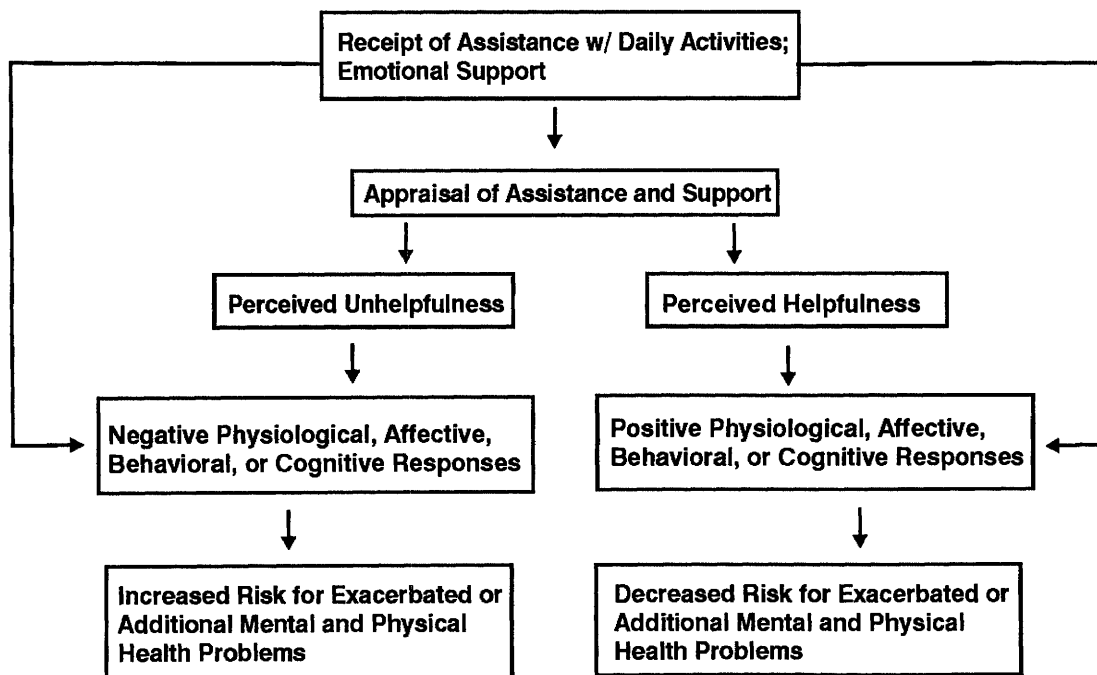 Receipt of Assistance w/ Daily Activities;
Emotional Support
Appraisal of Assistance and Support
Perceived Unhelpfulness
Perceived Helpfulness
Negative Physiological, Affective,
Behavioral, or Cognitive Responses
Positive Physiological, Affective,
Behavioral, or Cognitive Responses
Increased Risk for Exacerbated or
Additional Mental and Physical
Health Problems
Decreased Risk for Exacerbated or
Additional Mental and Physical
Health Problems